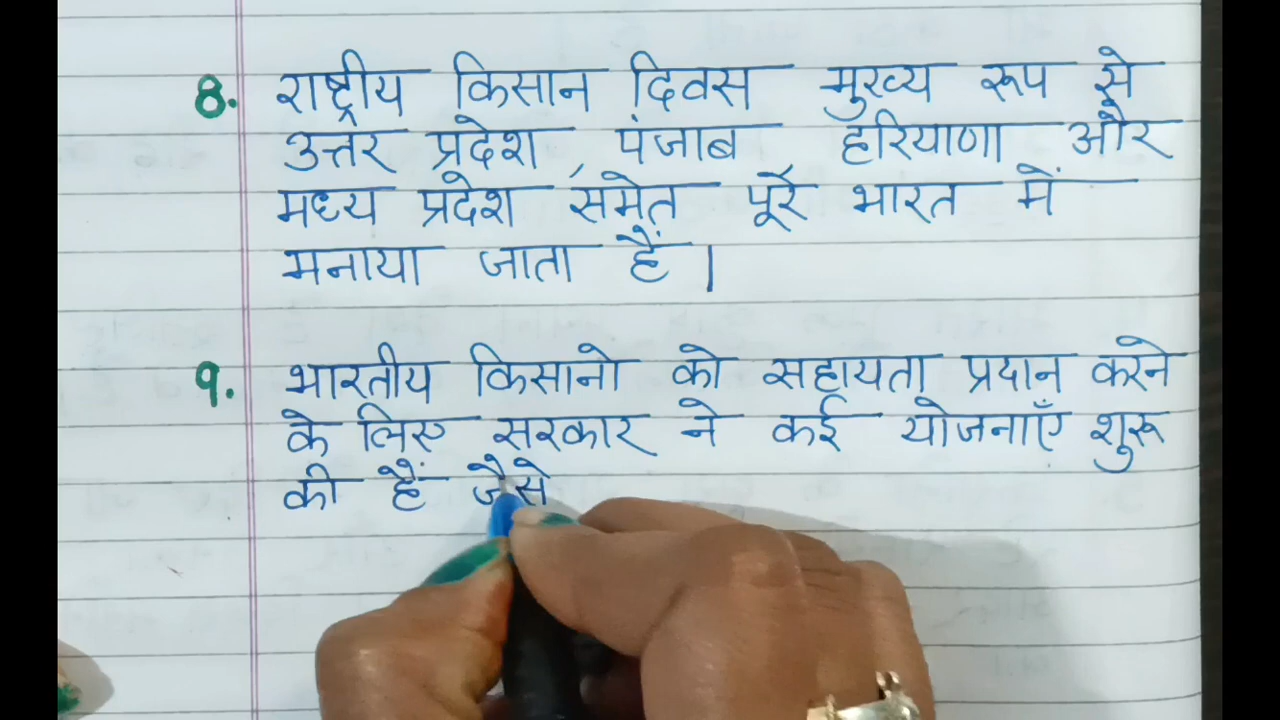 8. राष्ट्रीय किसान दिवस मुख्य रूप से
उत्तर प्रदेश, पंजाब, हरियाणा और
मध्य प्रदेश समेत पूरे भारत में
मनाया जाता हैं।
9. भारतीय किसानो को सहायता प्रदान करने
के लिए सरकार ने कई योजनाएँ शुरू
की हैं जैसे